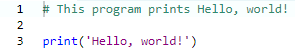 1 # This program prints Hello, world!
2
3 print('Hello, world!')